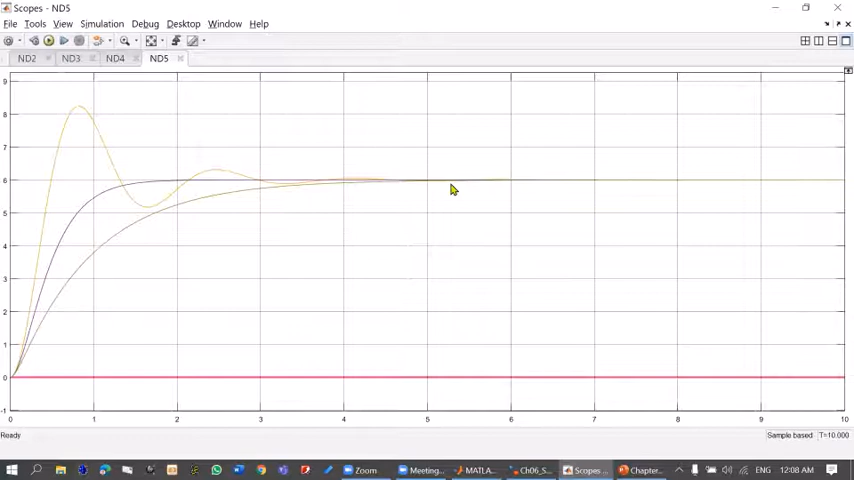 Scopes - ND5
File Tools View Simulation Debug Desktop Window Help
ND2 ND3 ND4 ND5
9
8
7
6
5
4
3
2
1
0
-1
0 1 2 3 4 5 6 7 8 9 10
Ready Sample based T=10.000
Zoom Meeting... MATLA... Ch06_S... Scopes ... Chapter... ENG 12:08 AM